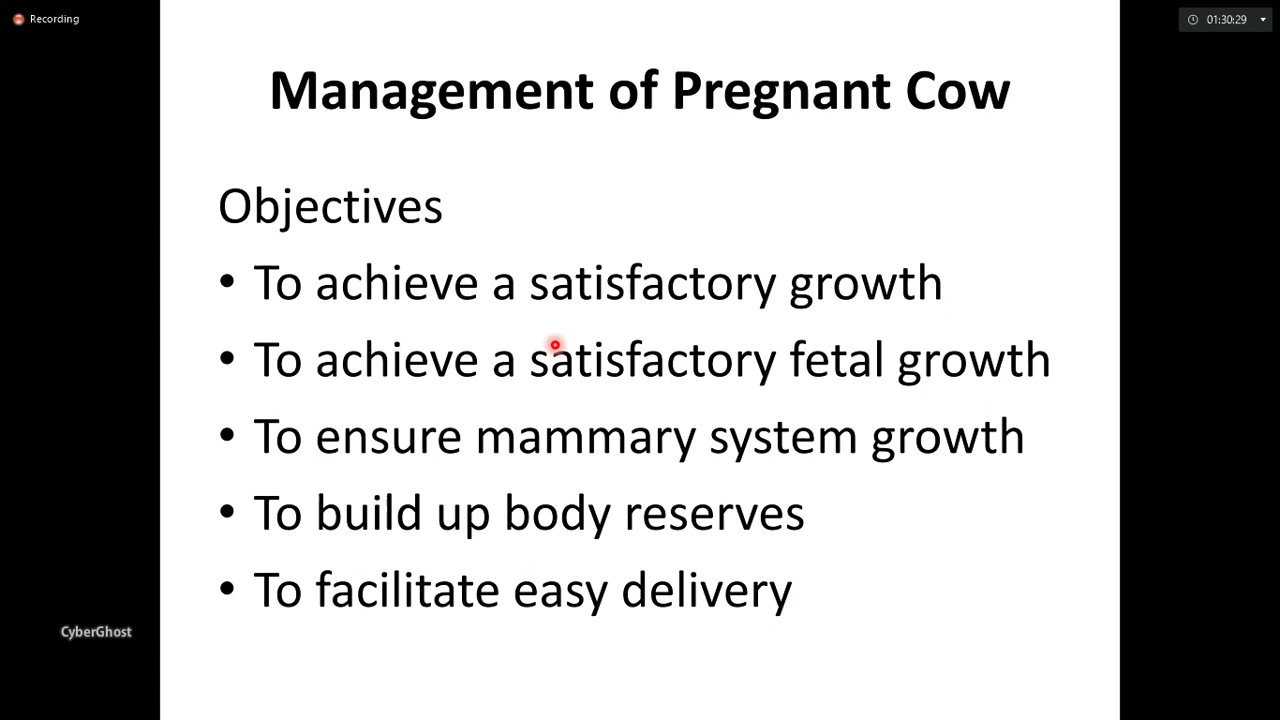 Recording
01:30:29
Management of Pregnant Cow
Objectives
• To achieve a satisfactory growth
• To achieve a satisfactory fetal growth
• To ensure mammary system growth
• To build up body reserves
• To facilitate easy delivery
CyberGhost